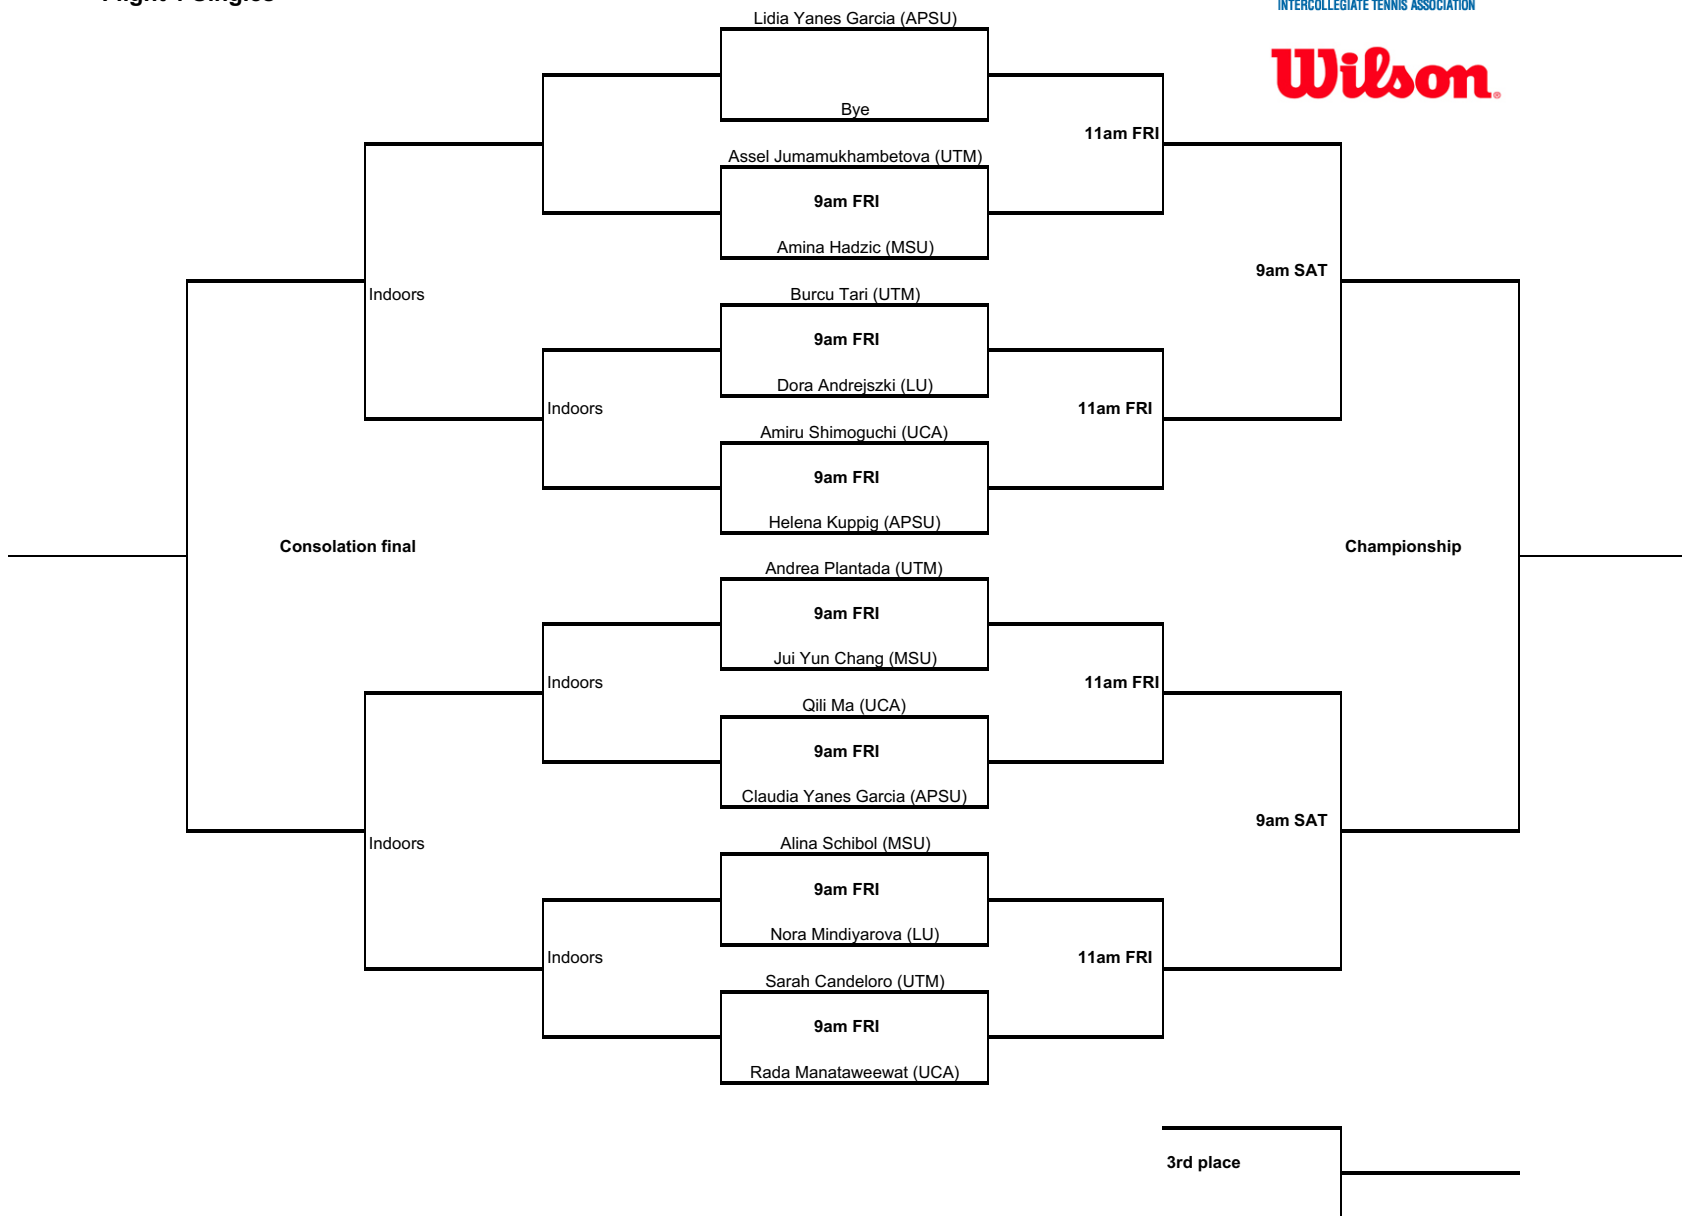 INTERCOLLEGIATE TENNIS ASSOCIATION
Wilson®
Lidia Yanes Garcia (APSU)
Bye
11am FRI
Assel Jumamukhambetova (UTM)
9am FRI
Amina Hadzic (MSU)
9am SAT
Indoors
Burcu Tari (UTM)
9am FRI
Dora Andrejszki (LU)
Indoors
11am FRI
Amiru Shimoguchi (UCA)
9am FRI
Helena Kuppig (APSU)
Consolation final
Championship
Andrea Plantada (UTM)
9am FRI
Jui Yun Chang (MSU)
Indoors
11am FRI
Qili Ma (UCA)
9am FRI
Claudia Yanes Garcia (APSU)
9am SAT
Indoors
Alina Schibol (MSU)
9am FRI
Nora Mindiyarova (LU)
Indoors
11am FRI
Sarah Candeloro (UTM)
9am FRI
Rada Manataweewat (UCA)
3rd place